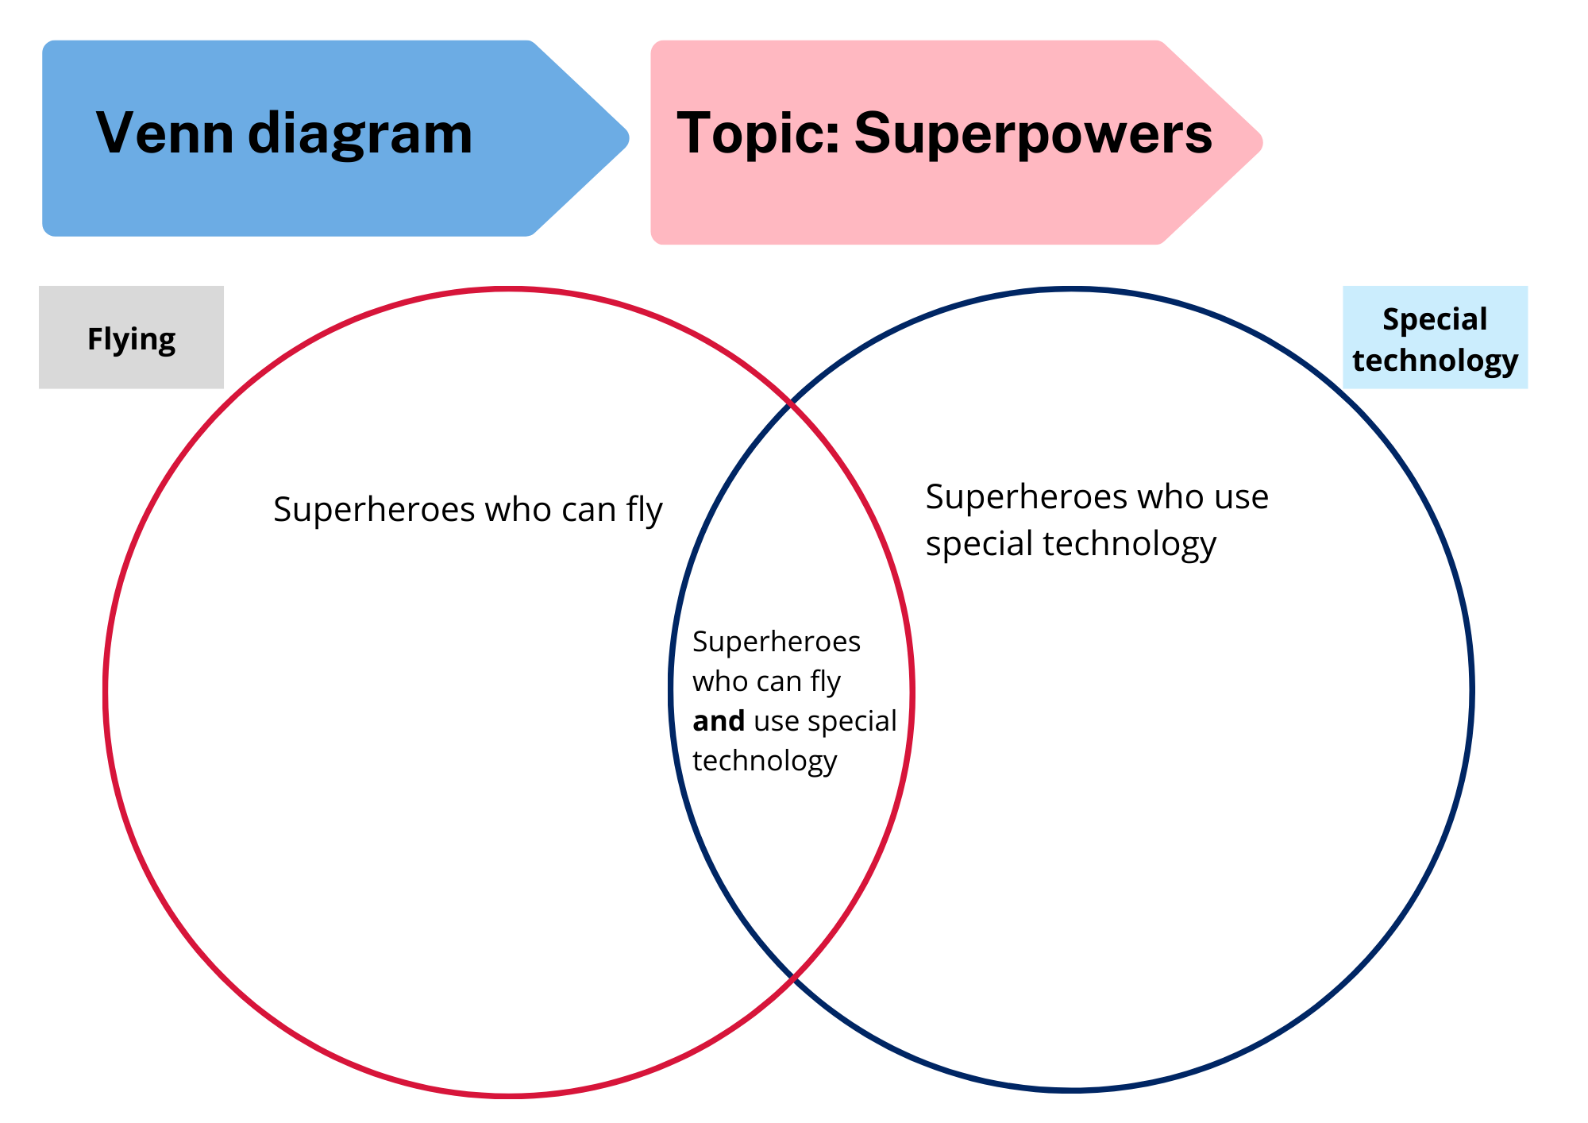 Venn diagram
Topic: Superpowers
Flying
Special
technology
Superheroes who can fly
Superheroes who use
special technology
Superheroes
who can fly
and use special
technology